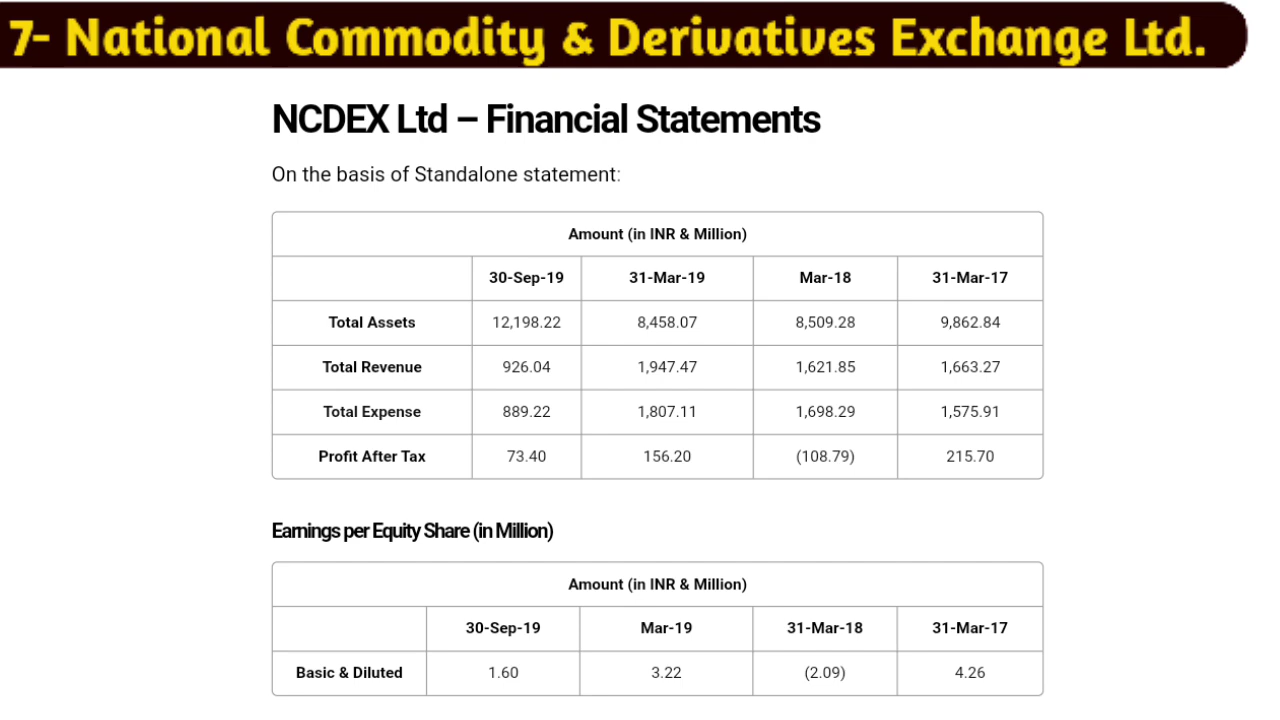 7- National Commodity & Derivatives Exchange Ltd.
NCDEX Ltd – Financial Statements
On the basis of Standalone statement:
Amount (in INR & Million)
30-Sep-19 31-Mar-19 Mar-18 31-Mar-17
Total Assets 12,198.22 8,458.07 8,509.28 9,862.84
Total Revenue 926.04 1,947.47 1,621.85 1,663.27
Total Expense 889.22 1,807.11 1,698.29 1,575.91
Profit After Tax 73.40 156.20 (108.79) 215.70
Earnings per Equity Share (in Million)
Amount (in INR & Million)
30-Sep-19 Mar-19 31-Mar-18 31-Mar-17
Basic & Diluted 1.60 3.22 (2.09) 4.26